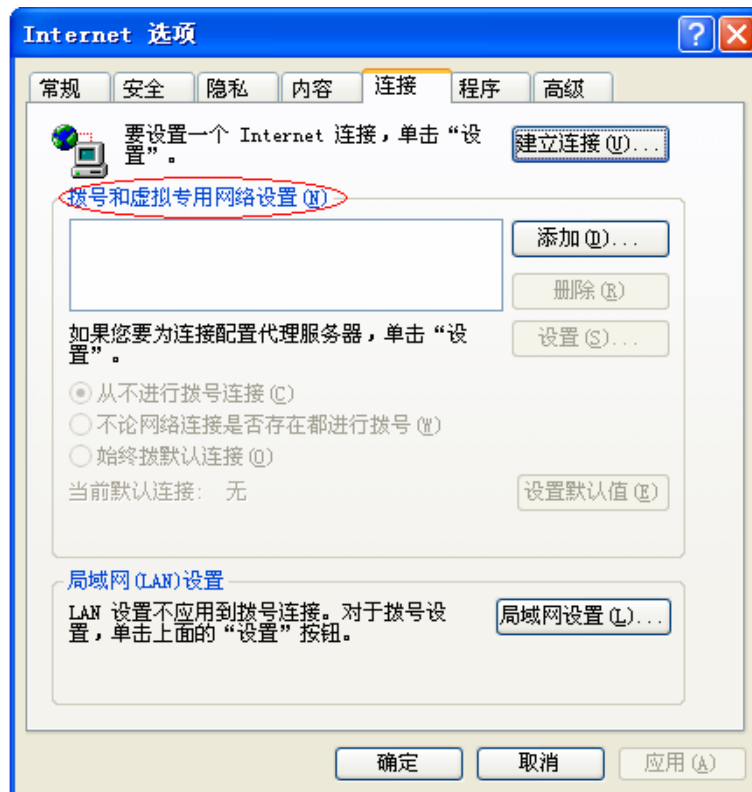 Internet 选项
常规 安全 隐私 内容 连接 程序 高级
要设置一个 Internet 连接，单击“设
置”。
建立连接(U)...
拨号和虚拟专用网络设置(N)
添加(D)...
删除(R)
如果您要为连接配置代理服务器，单击“设
置”。
设置(S)...
从不进行拨号连接(C)
不论网络连接是否存在都进行拨号(W)
始终拨默认连接(O)
当前默认连接： 无
设置默认值(E)
局域网(LAN)设置
LAN 设置不应用到拨号连接。对于拨号设
置，单击上面的“设置”按钮。
局域网设置(L)...
确定 取消 应用(A)